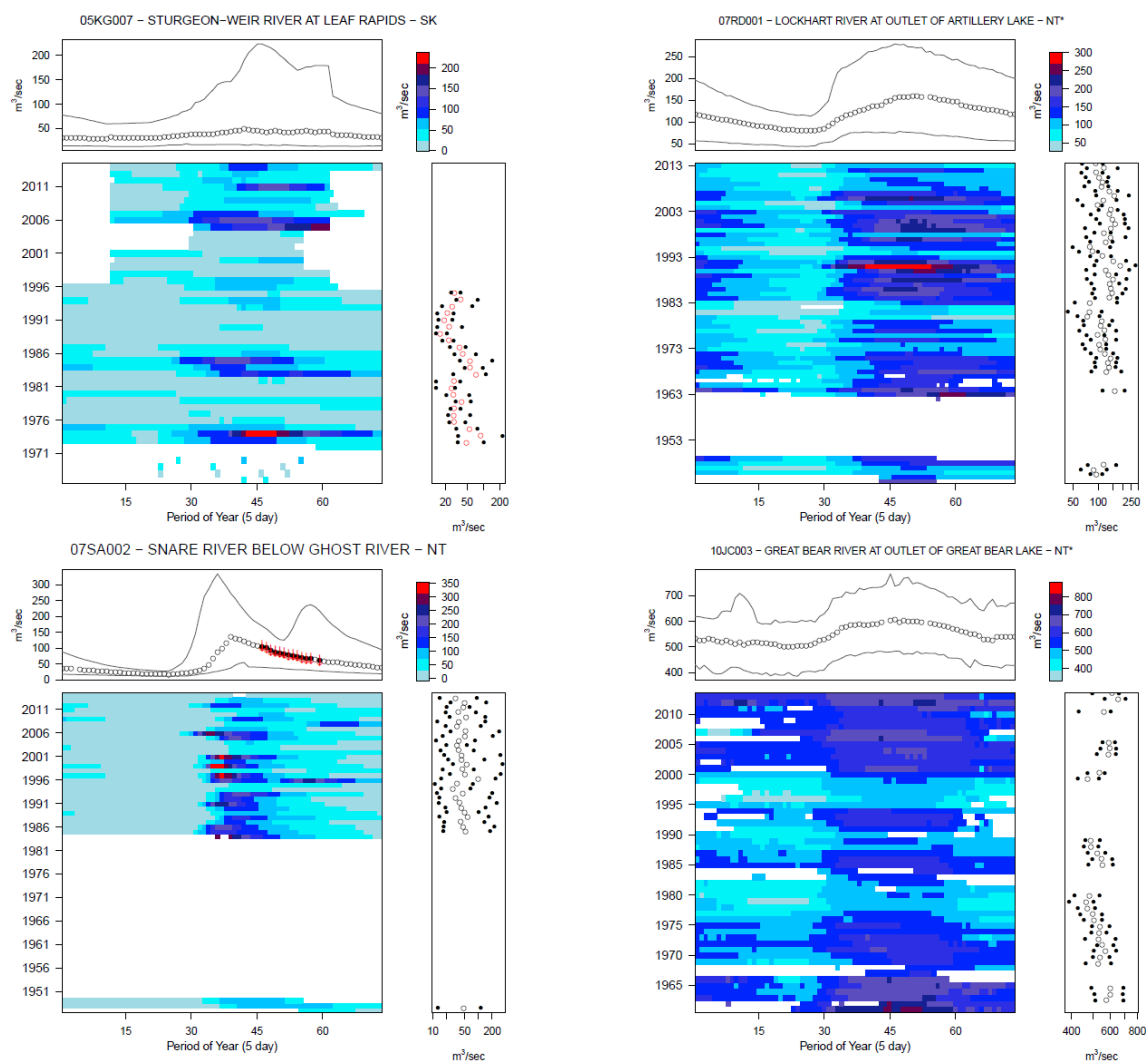 05KG007 − STURGEON−WEIR RIVER AT LEAF RAPIDS − SK
m³/sec
200
150
100
50
m³/sec
200
150
100
50
0
2011
2006
2001
1996
1991
1986
1981
1976
1971
15 30 45 60
Period of Year (5 day)
20 50 200
m³/sec
07RD001 − LOCKHART RIVER AT OUTLET OF ARTILLERY LAKE − NT*
m³/sec
250
200
150
100
50
m³/sec
300
250
200
150
100
50
2013
2003
1993
1983
1973
1963
1953
15 30 45 60
Period of Year (5 day)
50 100 250
m³/sec
07SA002 − SNARE RIVER BELOW GHOST RIVER − NT
m³/sec
300
250
200
150
100
50
0
m³/sec
350
300
250
200
150
100
50
0
2011
2006
2001
1996
1991
1986
1981
1976
1971
1966
1961
1956
1951
15 30 45 60
Period of Year (5 day)
10 50 200
m³/sec
10JC003 − GREAT BEAR RIVER AT OUTLET OF GREAT BEAR LAKE − NT*
m³/sec
700
600
500
400
m³/sec
800
700
600
500
400
2010
2005
2000
1995
1990
1985
1980
1975
1970
1965
15 30 45 60
Period of Year (5 day)
400 600 800
m³/sec